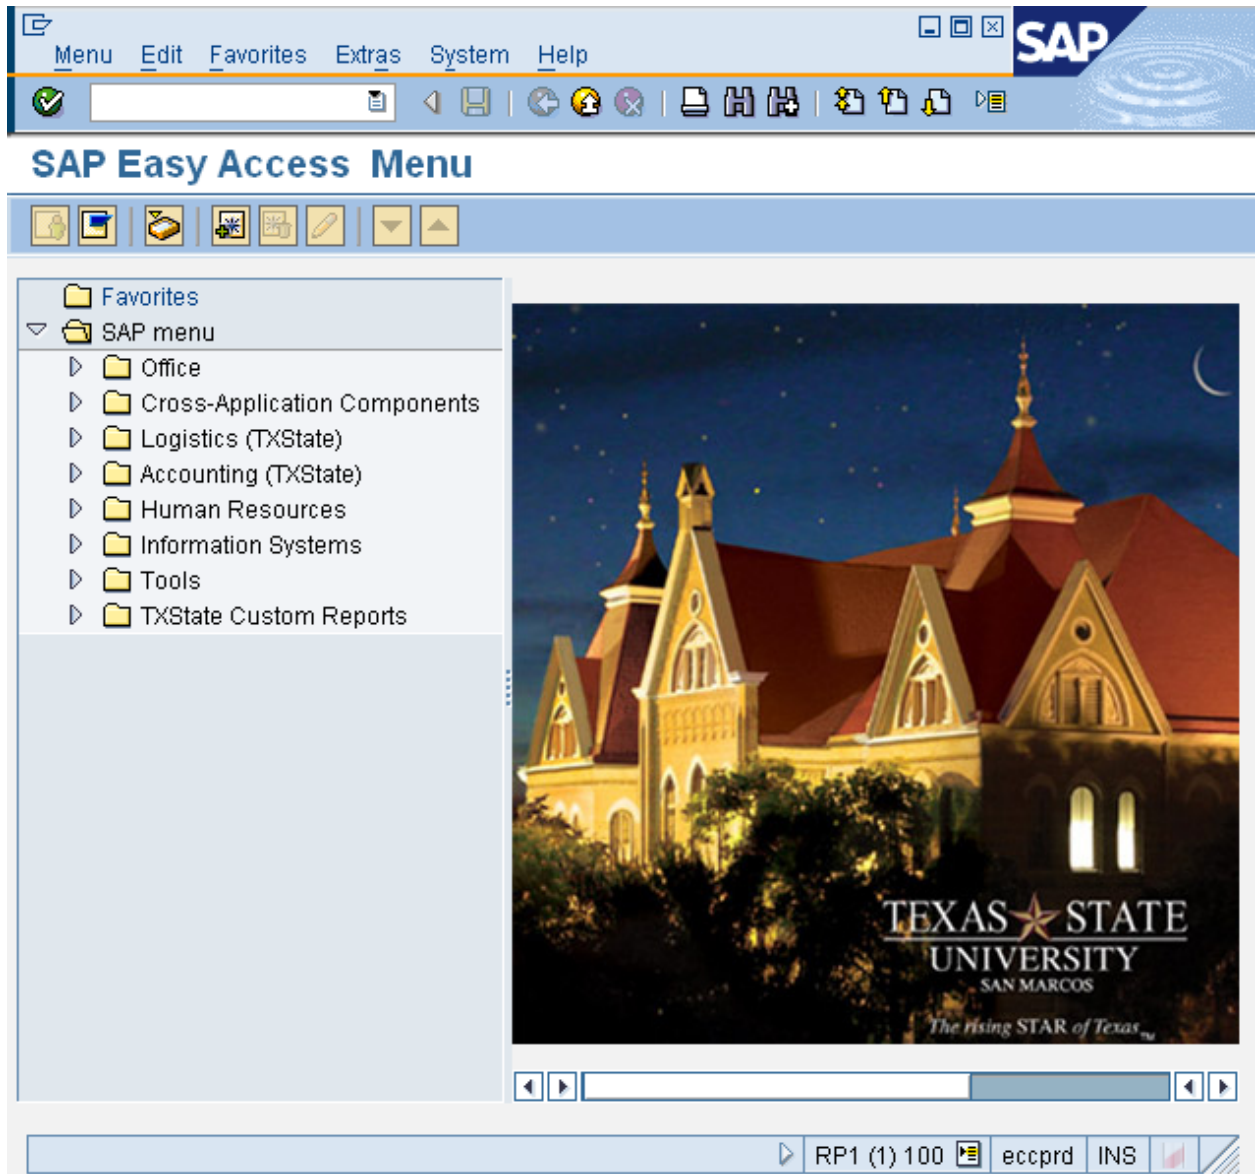 Menu Edit Favorites Extras System Help
SAP
SAP Easy Access Menu
Favorites
SAP menu
Office
Cross-Application Components
Logistics (TXState)
Accounting (TXState)
Human Resources
Information Systems
Tools
TXState Custom Reports
TEXAS STATE
UNIVERSITY
SAN MARCOS
The rising STAR of Texas™
RP1 (1) 100 eccprd INS